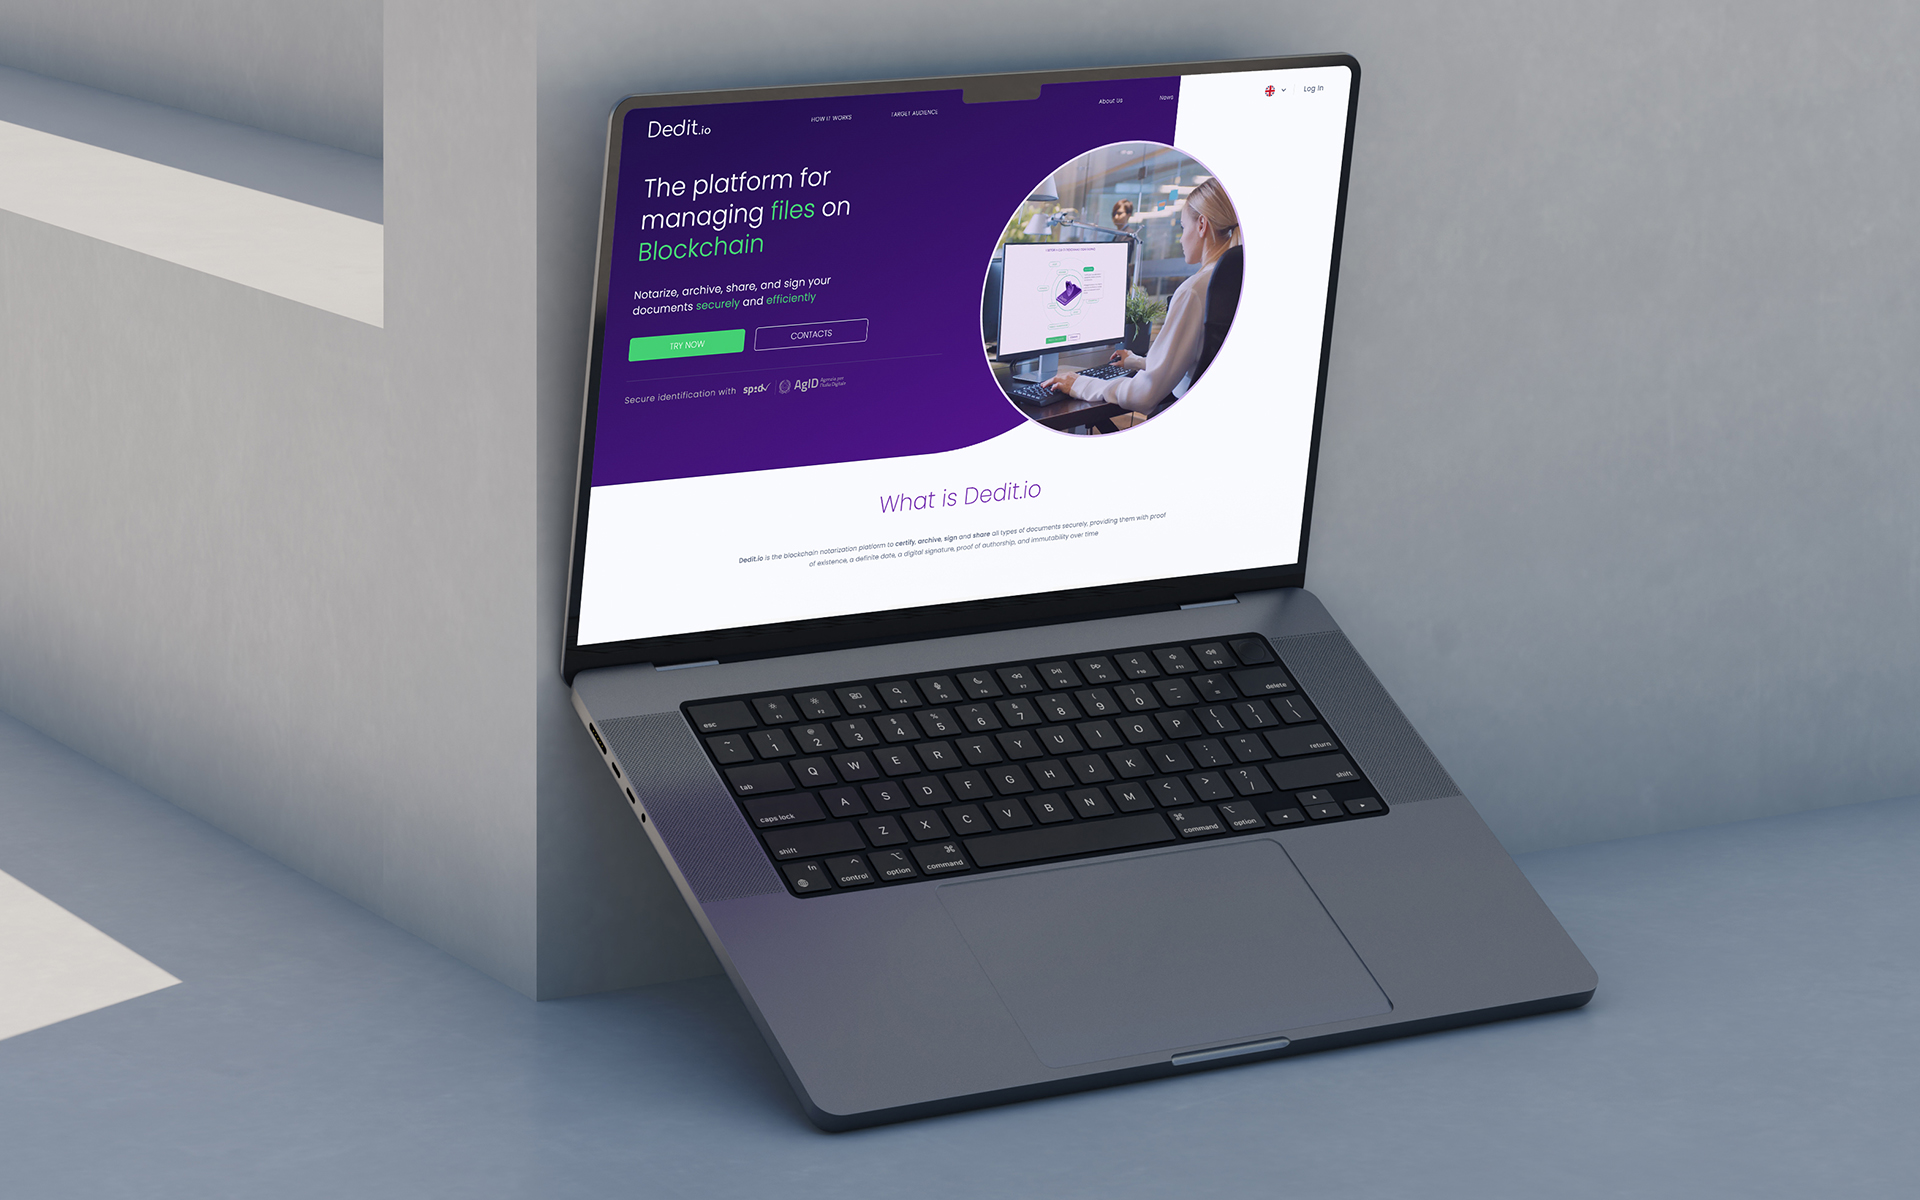 Dedit.io
HOW IT WORKS
TARGET AUDIENCE
About Us
News
Log In
The platform for
managing files on
Blockchain
Notarize, archive, share, and sign your
documents securely and efficiently
TRY NOW
CONTACTS
Secure identification with
spid
AgID
Agenzia per
l'Italia Digitale
What is Dedit.io
Dedit.io is the blockchain notarization platform to certify, archive, sign and share all types of documents securely, providing them with proof
of existence, a definite date, a digital signature, proof of authorship, and immutability over time
esc F1 F2 F3 F4 F5 F6 F7 F8 F9 F10 F11 F12
~ ` ! 1 @ 2 # 3 $ 4 % 5 ^ 6 & 7 * 8 ( 9 ) 0 _ - + = delete
tab Q W E R T Y U I O P { [ } ] | \
caps lock A S D F G H J K L : ; " ' return
shift Z X C V B N M < , > . ? / shift
fn control option command command option